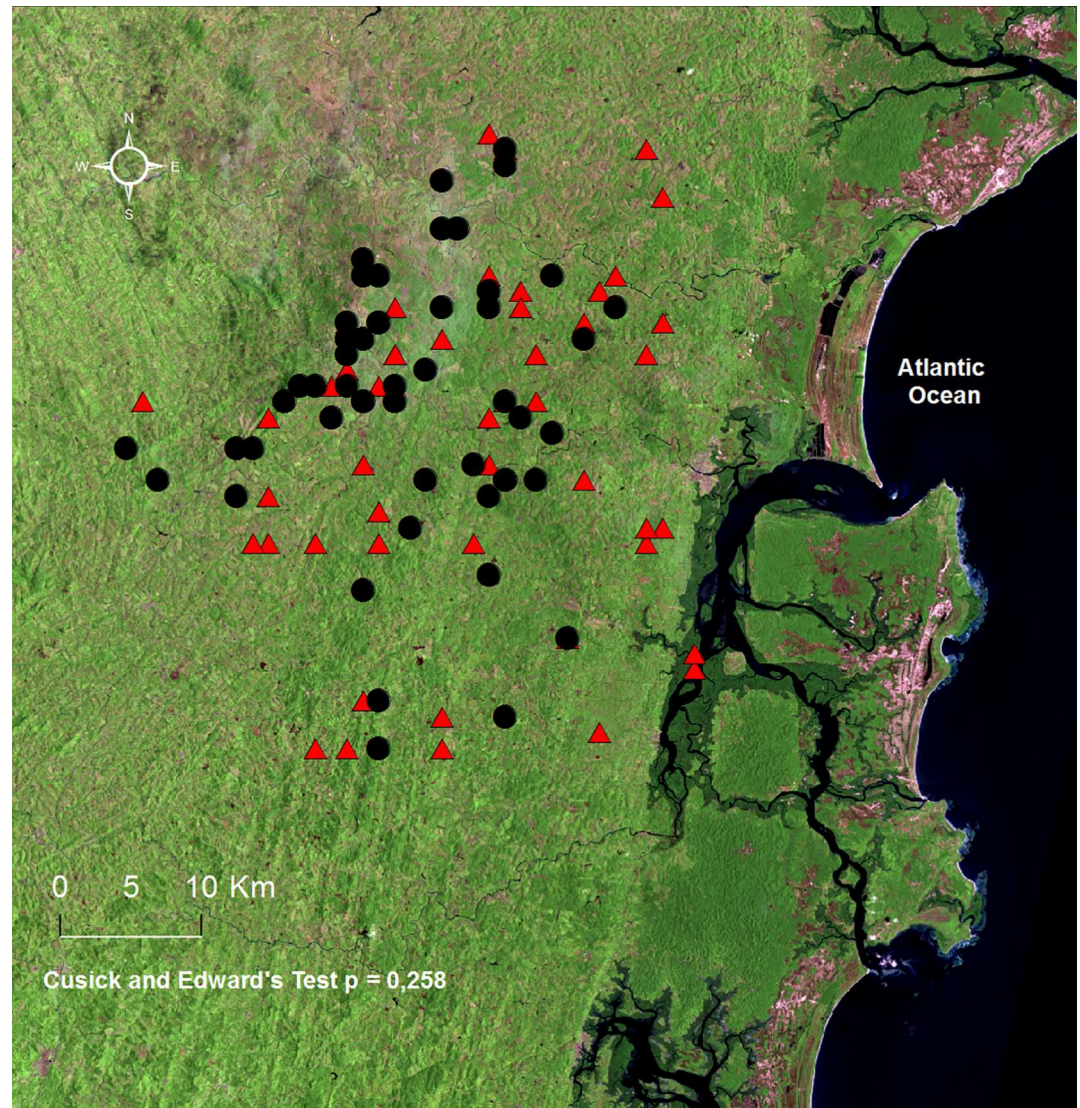 N
W E
S
Atlantic
Ocean
0 5 10 Km
Cusick and Edward's Test p = 0,258